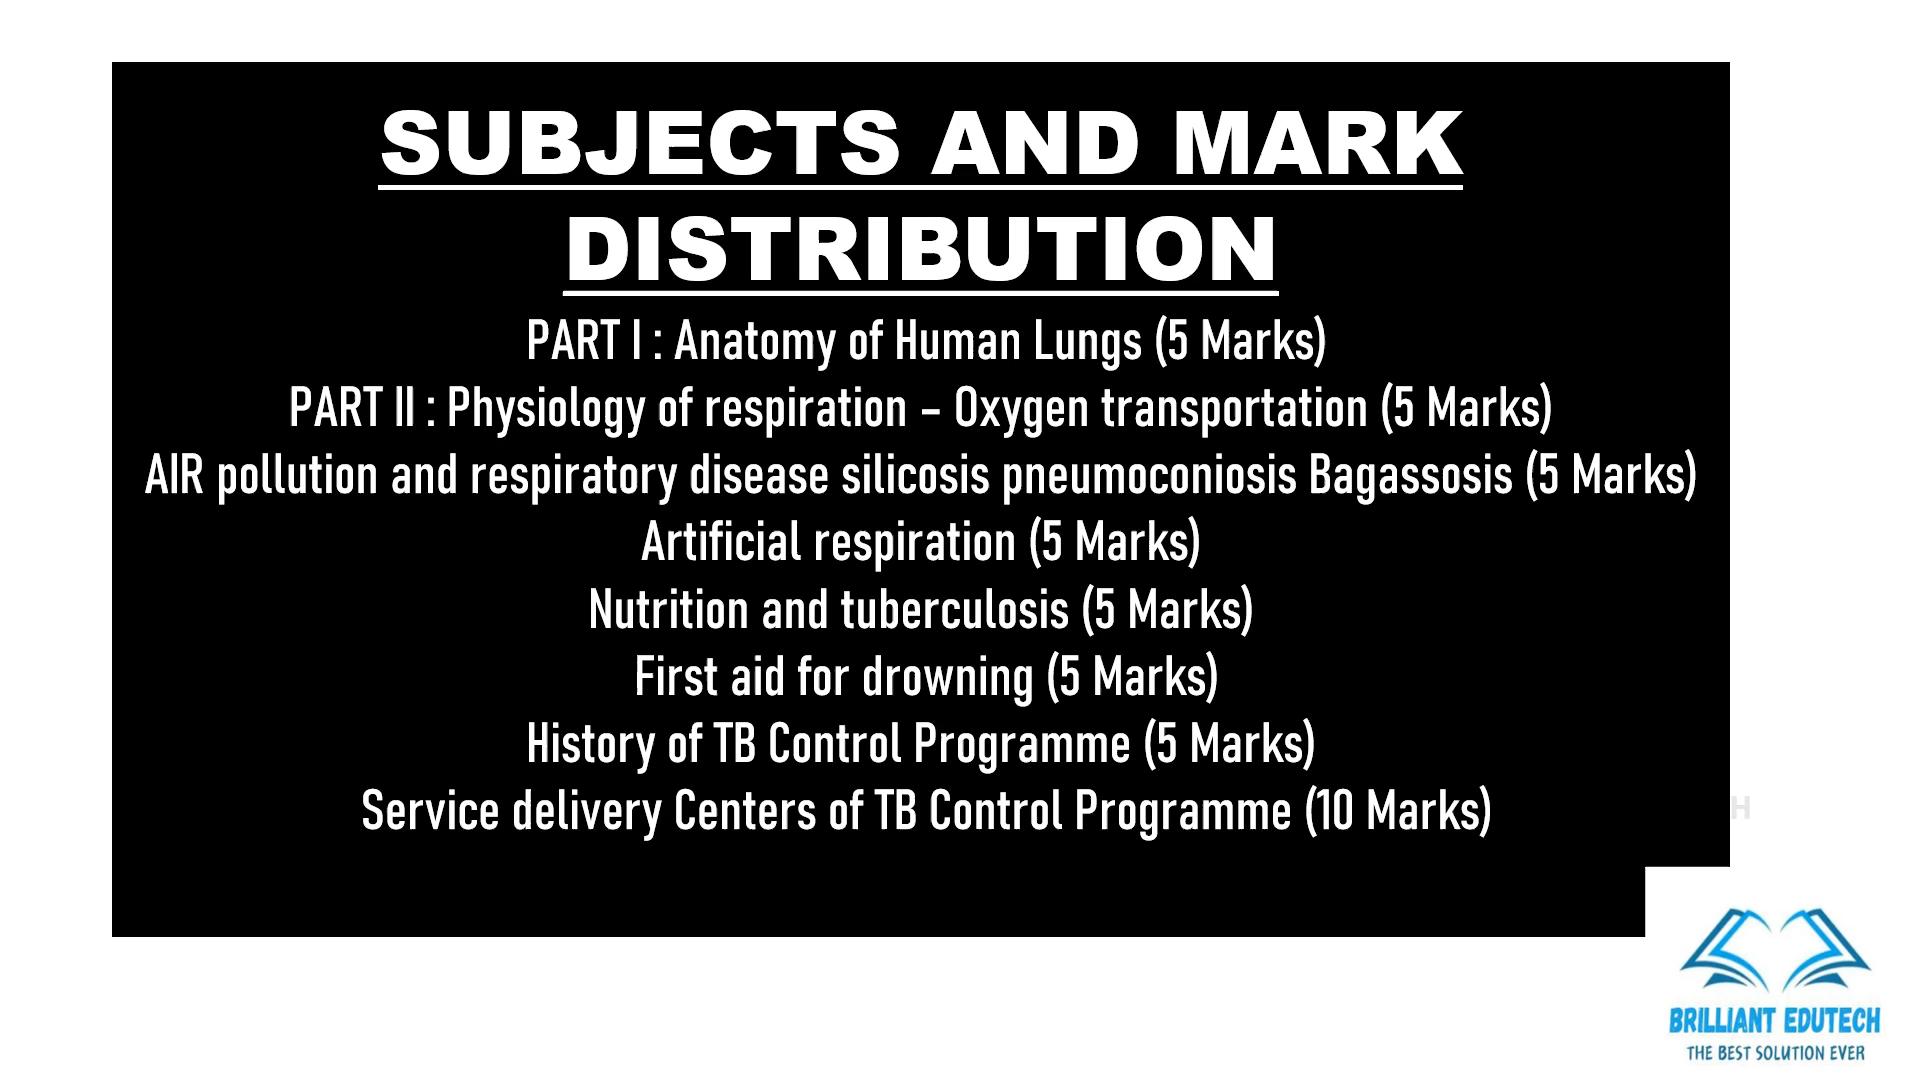 SUBJECTS AND MARK
DISTRIBUTION
PART I : Anatomy of Human Lungs (5 Marks)
PART II : Physiology of respiration – Oxygen transportation (5 Marks)
AIR pollution and respiratory disease silicosis pneumoconiosis Bagassosis (5 Marks)
Artificial respiration (5 Marks)
Nutrition and tuberculosis (5 Marks)
First aid for drowning (5 Marks)
History of TB Control Programme (5 Marks)
Service delivery Centers of TB Control Programme (10 Marks)
H
BRILLIANT EDUTECH
THE BEST SOLUTION EVER